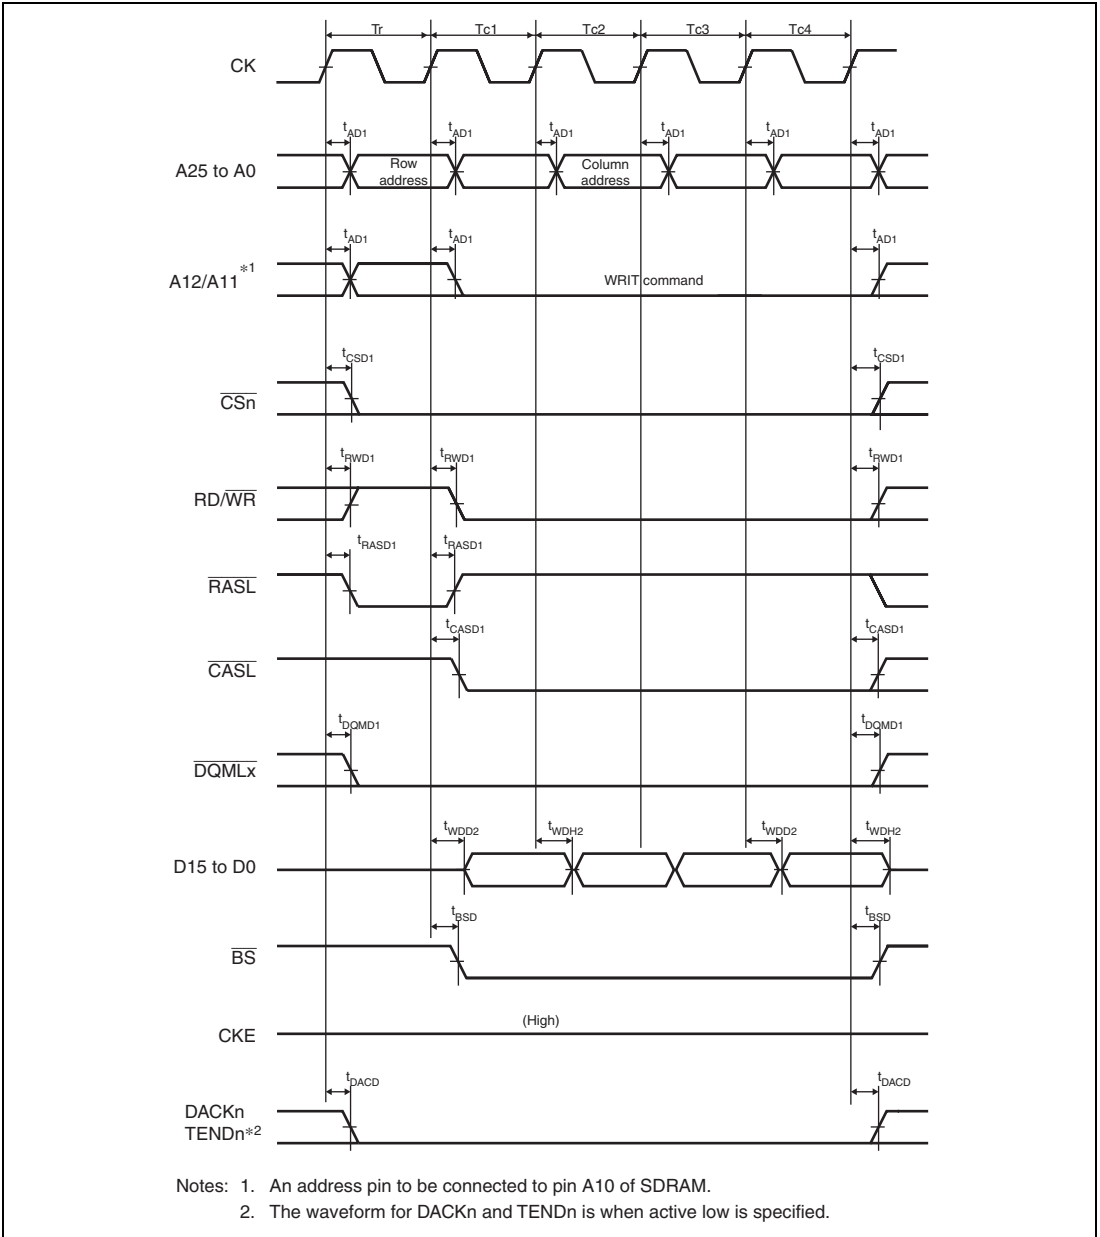 Tr Tc1 Tc2 Tc3 Tc4
CK
tAD1 tAD1 tAD1 tAD1 tAD1 tAD1
A25 to A0
Row address
Column address
tAD1 tAD1 tAD1
A12/A11*1
WRIT command
tCSD1 tCSD1
CSn
tRWD1 tRWD1 tRWD1
RD/WR
tRASD1 tRASD1
RASL
tCASD1 tCASD1
CASL
tDQMD1 tDQMD1
DQMLx
tWDD2 tWDH2 tWDD2 tWDH2
D15 to D0
tBSD tBSD
BS
(High)
CKE
tDACD tDACD
DACKn
TENDn*2
Notes: 1. An address pin to be connected to pin A10 of SDRAM.
2. The waveform for DACKn and TENDn is when active low is specified.